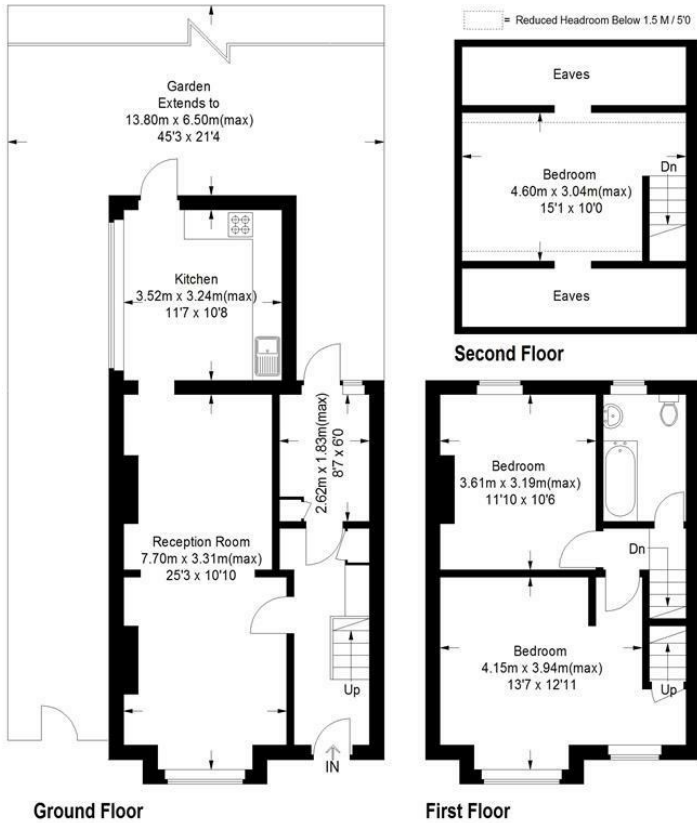 = Reduced Headroom Below 1.5 M / 5'0
Garden
Extends to
13.80m x 6.50m(max)
45'3 x 21'4
Kitchen
3.52m x 3.24m(max)
11'7 x 10'8
2.62m x 1.83m(max)
8'7 x 6'0
Reception Room
7.70m x 3.31m(max)
25'3 x 10'10
Up
IN
Ground Floor
Eaves
Bedroom
4.60m x 3.04m(max)
15'1 x 10'0
Dn
Eaves
Second Floor
Bedroom
3.61m x 3.19m(max)
11'10 x 10'6
Dn
Bedroom
4.15m x 3.94m(max)
13'7 x 12'11
Up
First Floor